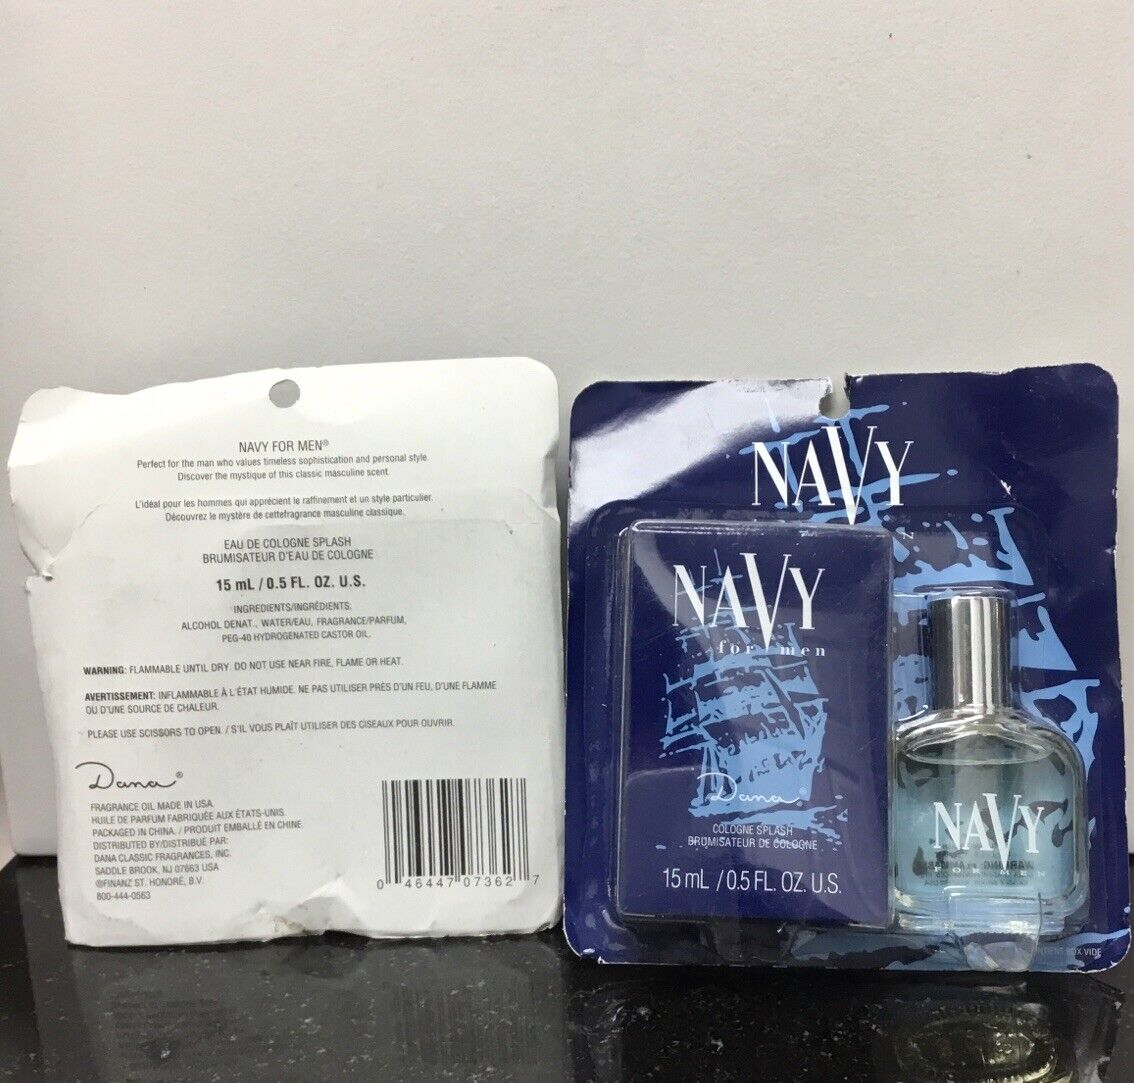 NAVY FOR MEN®
Perfect for the man who values timeless sophistication and personal style.
Discover the mystique of this classic masculine scent.
L'idéal pour les hommes qui apprécient le raffinement et un style particulier.
Découvrez le mystère de cettefragrance masculine classique.
EAU DE COLOGNE SPLASH
BRUMISATEUR D'EAU DE COLOGNE
15 mL / 0.5 FL. OZ. U.S.
INGREDIENTS/INGRÉDIENTS:
ALCOHOL DENAT., WATER/EAU, FRAGRANCE/PARFUM,
PEG-40 HYDROGENATED CASTOR OIL.
WARNING: FLAMMABLE UNTIL DRY. DO NOT USE NEAR FIRE, FLAME OR HEAT.
AVERTISSEMENT: INFLAMMABLE À L'ÉTAT HUMIDE. NE PAS UTILISER PRÈS D'UN FEU, D'UNE FLAMME
OU D'UNE SOURCE DE CHALEUR.
PLEASE USE SCISSORS TO OPEN. / S'IL VOUS PLAÎT UTILISER DES CISEAUX POUR OUVRIR.
Dana®
FRAGRANCE OIL MADE IN USA.
HUILE DE PARFUM FABRIQUÉE AUX ÉTATS-UNIS.
PACKAGED IN CHINA. / PRODUIT EMBALLÉ EN CHINE.
DISTRIBUTED BY/DISTRIBUÉ PAR:
DANA CLASSIC FRAGRANCES, INC.
SADDLE BROOK, NJ 07663 USA
©FINANZ ST. HONORÉ, B.V.
800-444-0563
0 46447 07362 7
NAVY
NAVY
for men
Dana
COLOGNE SPLASH
BRUMISATEUR DE COLOGNE
15 mL / 0.5 FL. OZ. U.S.
NAVY
FOR MEN
BOX VIDE